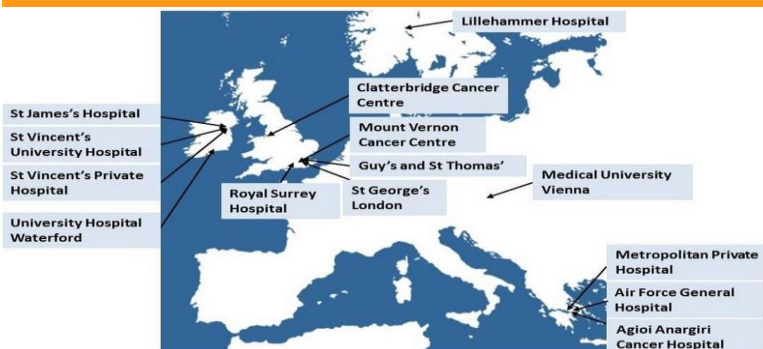 Lillehammer Hospital
Clatterbridge Cancer
Centre
St James's Hospital
St Vincent's
University Hospital
Mount Vernon
Cancer Centre
Guy's and St Thomas'
St Vincent's Private
Hospital
Medical University
Vienna
Royal Surrey
Hospital
St George's
London
University Hospital
Waterford
Metropolitan Private
Hospital
Air Force General
Hospital
Agioi Anargiri
Cancer Hospital